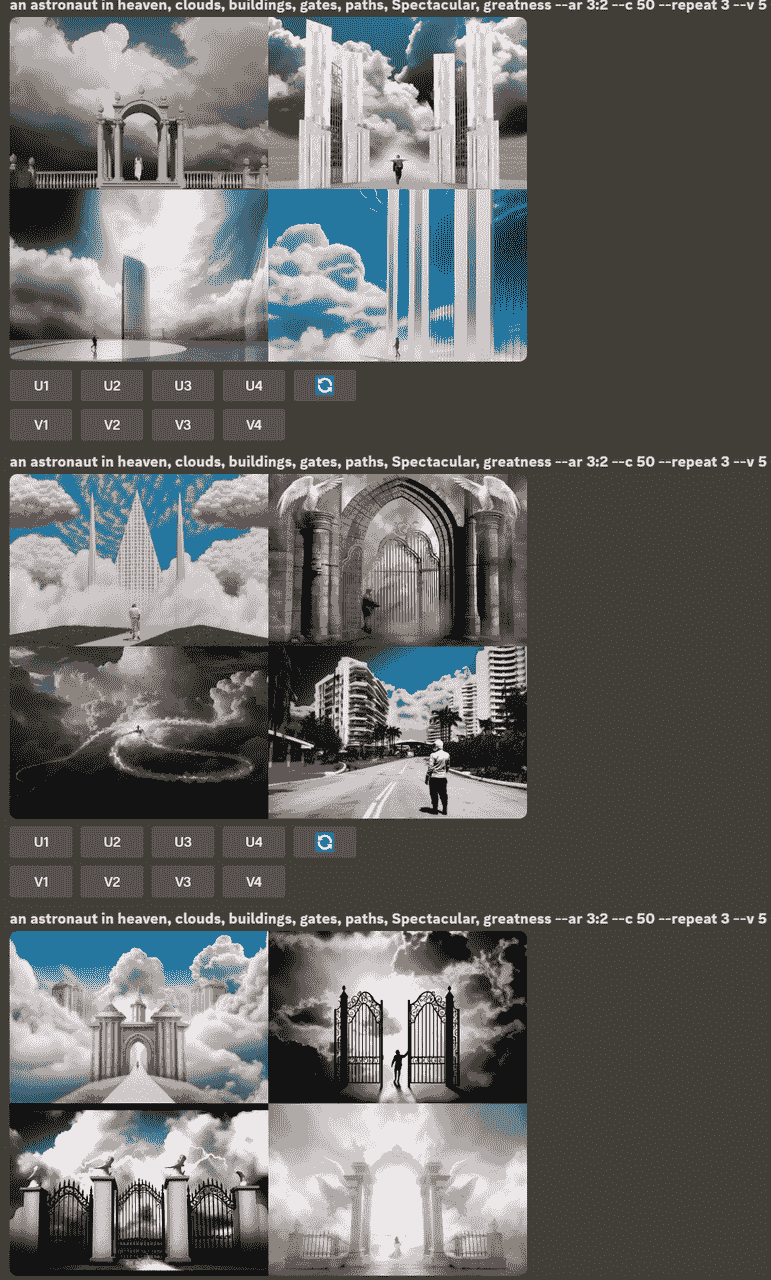 an astronaut in heaven, clouds, buildings, gates, paths, Spectacular, greatness --ar 3:2 --c 50 --repeat 3 --v 5
U1 U2 U3 U4
V1 V2 V3 V4
an astronaut in heaven, clouds, buildings, gates, paths, Spectacular, greatness --ar 3:2 --c 50 --repeat 3 --v 5
U1 U2 U3 U4
V1 V2 V3 V4
an astronaut in heaven, clouds, buildings, gates, paths, Spectacular, greatness --ar 3:2 --c 50 --repeat 3 --v 5